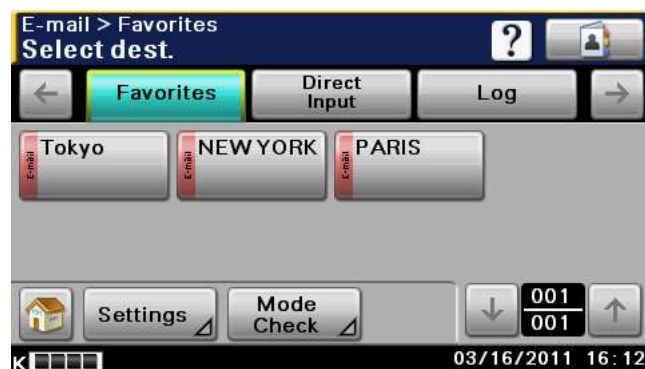 E-mail > Favorites
Select dest.
?
Favorites
Direct
Input
Log
E-mail
Tokyo
E-mail
NEW YORK
E-mail
PARIS
Settings
Mode
Check
001
001
K
03/16/2011 16:12